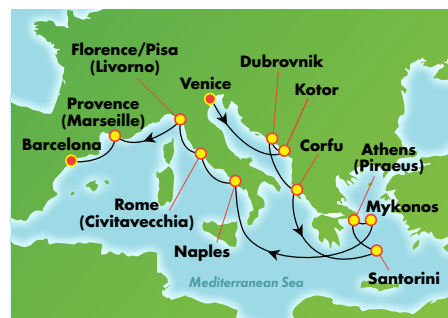 Florence/Pisa
(Livorno)
Dubrovnik
Venice
Kotor
Provence
(Marseille)
Barcelona
Corfu
Athens
(Piraeus)
Mykonos
Rome
(Civitavecchia)
Naples
Santorini
Mediterranean Sea